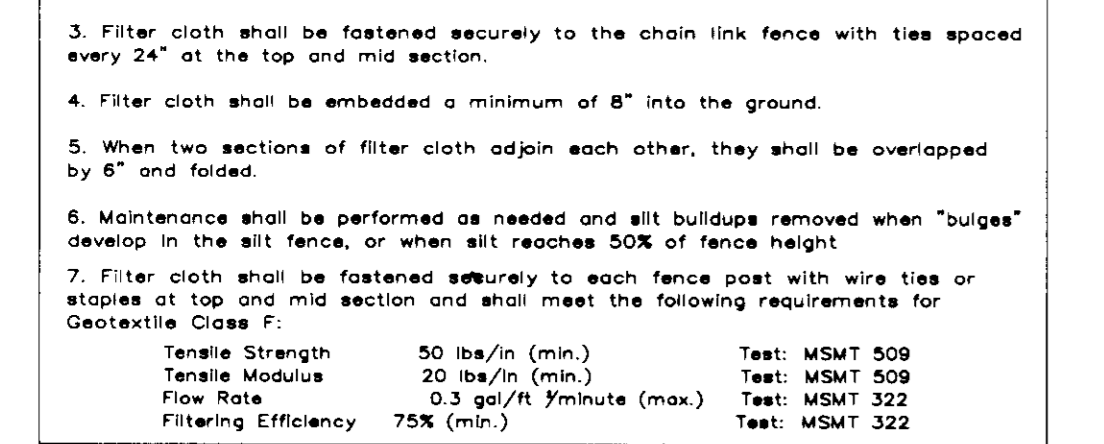 3. Filter cloth shall be fastened securely to the chain link fence with ties spaced
every 24" at the top and mid section.
4. Filter cloth shall be embedded a minimum of 8" into the ground.
5. When two sections of filter cloth adjoin each other, they shall be overlapped
by 6" and folded.
6. Maintenance shall be performed as needed and silt buildups removed when "bulges"
develop in the silt fence, or when silt reaches 50% of fence height
7. Filter cloth shall be fastened securely to each fence post with wire ties or
staples at top and mid section and shall meet the following requirements for
Geotextile Class F:
Tensile Strength 50 lbs/in (min.) Test: MSMT 509
Tensile Modulus 20 lbs/in (min.) Test: MSMT 509
Flow Rate 0.3 gal/ft /minute (max.) Test: MSMT 322
Filtering Efficiency 75% (min.) Test: MSMT 322